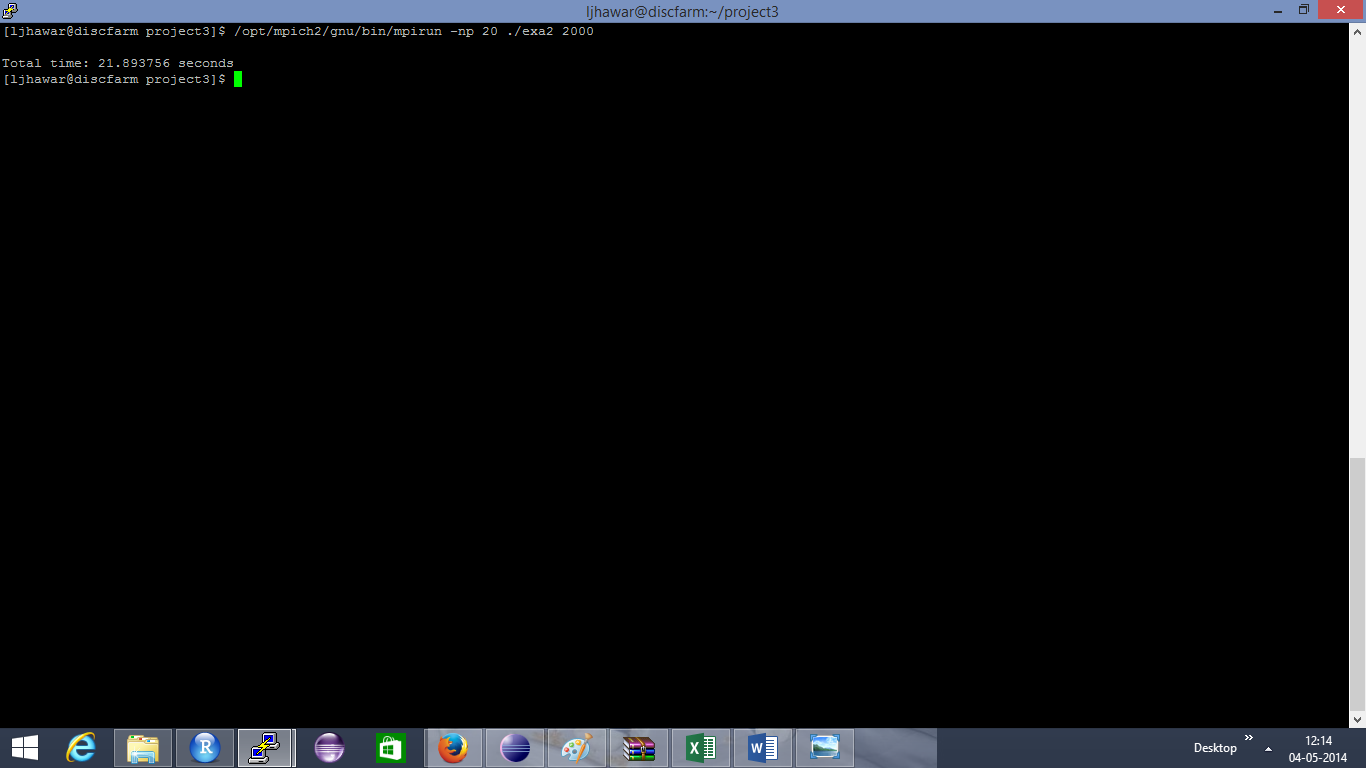 ljhawar@discfarm:~/project3
[ljhawar@discfarm project3]$ /opt/mpich2/gnu/bin/mpirun -np 20 ./exa2 2000
Total time: 21.893756 seconds
[ljhawar@discfarm project3]$
R
Desktop
12:14
04-05-2014